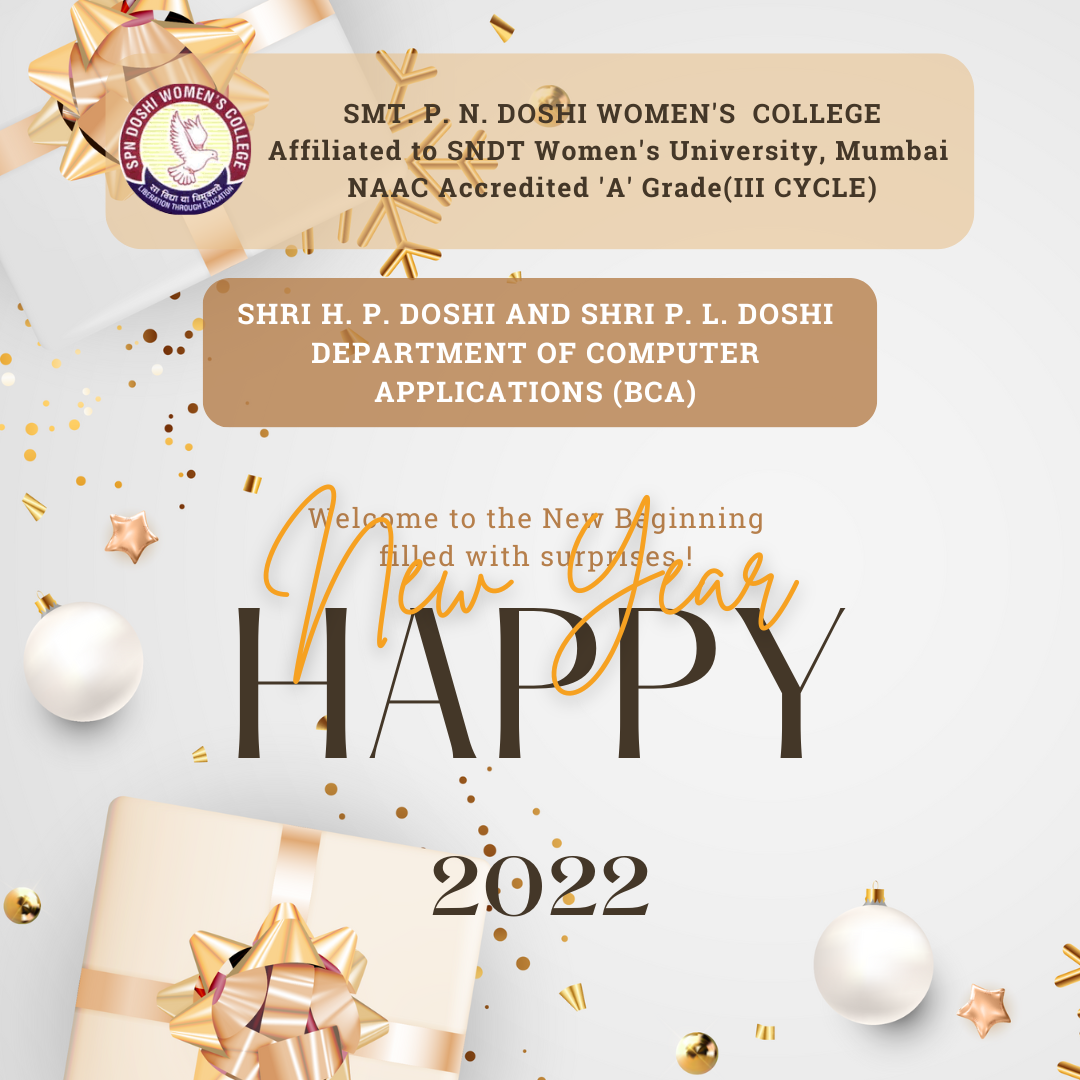 SPN DOSHI WOMEN'S COLLEGE
सा विद्या या विमुक्तये
LIBERATION THROUGH EDUCATION
SMT. P. N. DOSHI WOMEN'S COLLEGE
Affiliated to SNDT Women's University, Mumbai
NAAC Accredited 'A' Grade(III CYCLE)
SHRI H. P. DOSHI AND SHRI P. L. DOSHI
DEPARTMENT OF COMPUTER
APPLICATIONS (BCA)
Welcome to the New Beginning
filled with surprises !
New Year
HAPPY
2022